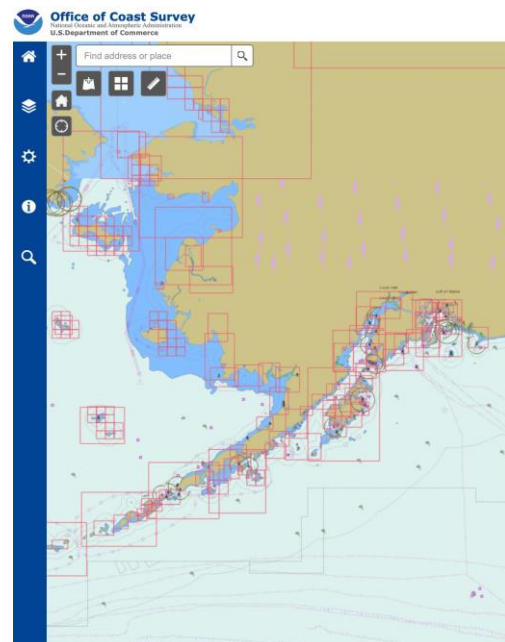 Office of Coast Survey
National Oceanic and Atmospheric Administration
U.S.Department of Commerce
Find address or place